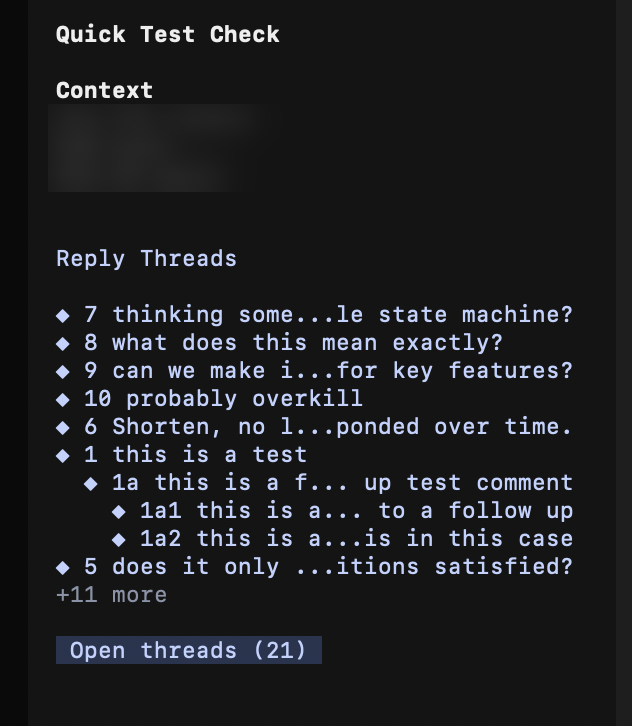 Quick Test Check
Context
Reply Threads
◆ 7 thinking some...le state machine?
◆ 8 what does this mean exactly?
◆ 9 can we make i...for key features?
◆ 10 probably overkill
◆ 6 Shorten, no l...ponded over time.
◆ 1 this is a test
◆ 1a this is a f... up test comment
◆ 1a1 this is a... to a follow up
◆ 1a2 this is a...is in this case
◆ 5 does it only ...itions satisfied?
+11 more
Open threads (21)